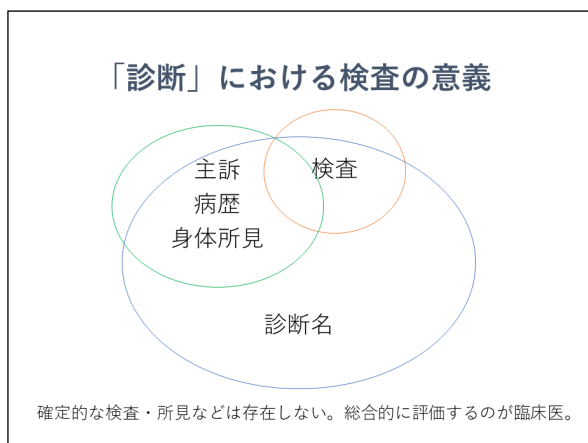 「診断」における検査の意義
主訴
病歴
身体所見
検査
診断名
確定的な検査・所見などは存在しない。総合的に評価するのが臨床医。